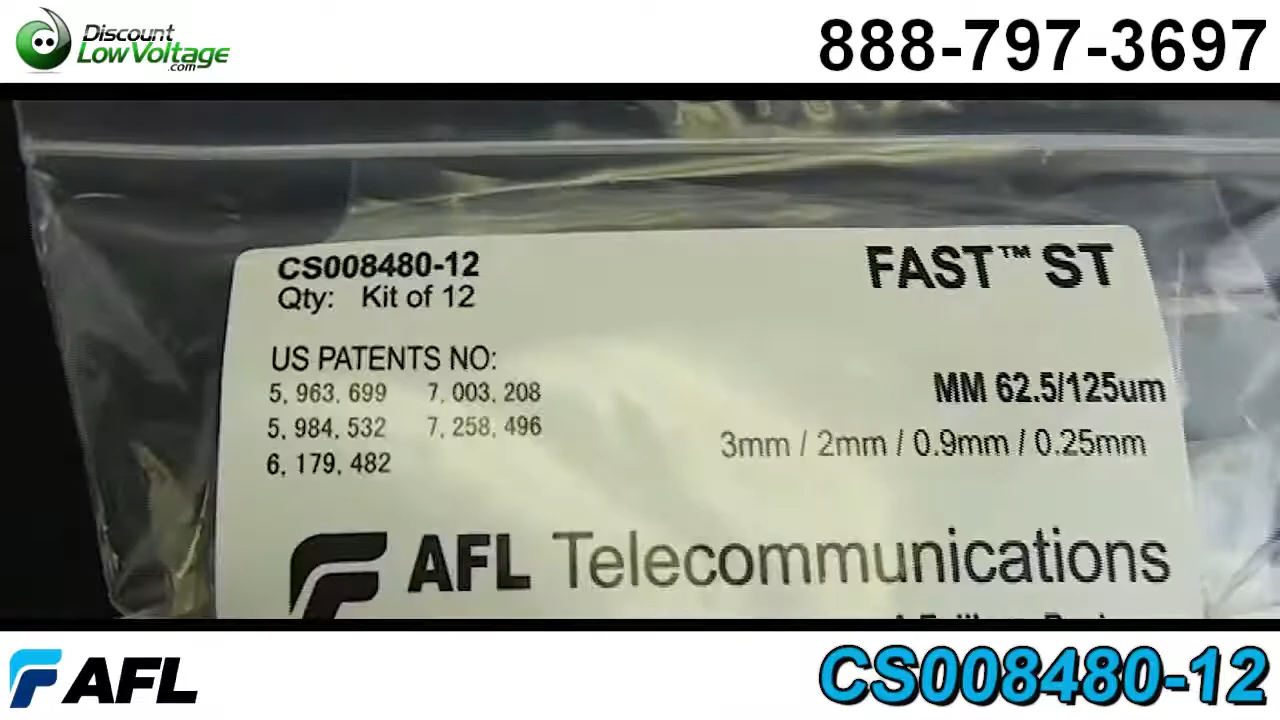 Discount
LowVoltage
.com
888-797-3697
CS008480-12
Qty: Kit of 12
FAST™ ST
US PATENTS NO:
5, 963, 699 7, 003, 208
5, 984, 532 7, 258, 496
6, 179, 482
MM 62.5/125um
3mm / 2mm / 0.9mm / 0.25mm
AFL Telecommunications
AFL
CS008480-12